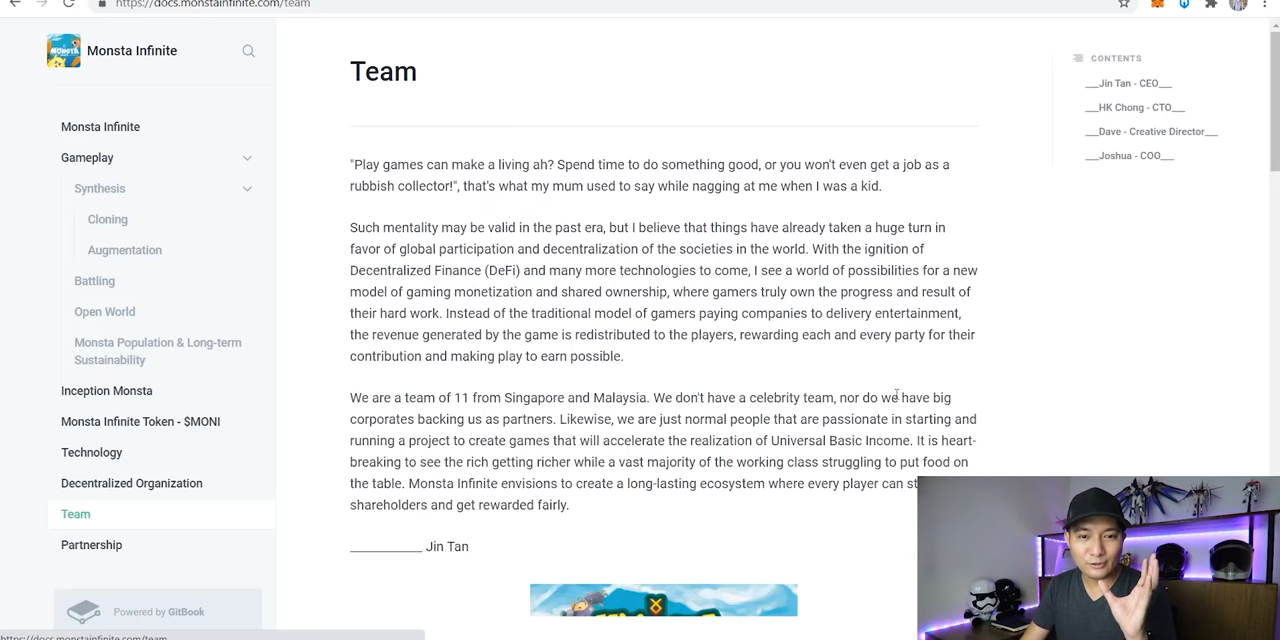 https://docs.monstainfinite.com/team
Monsta Infinite
Monsta Infinite
Gameplay
Synthesis
Cloning
Augmentation
Battling
Open World
Monsta Population & Long-term
Sustainability
Inception Monsta
Monsta Infinite Token - $MONI
Technology
Decentralized Organization
Team
Partnership
Powered by GitBook
https://docs.monstainfinite.com/team
Team
"Play games can make a living ah? Spend time to do something good, or you won't even get a job as a
rubbish collector!", that's what my mum used to say while nagging at me when I was a kid.
Such mentality may be valid in the past era, but I believe that things have already taken a huge turn in
favor of global participation and decentralization of the societies in the world. With the ignition of
Decentralized Finance (DeFi) and many more technologies to come, I see a world of possibilities for a new
model of gaming monetization and shared ownership, where gamers truly own the progress and result of
their hard work. Instead of the traditional model of gamers paying companies to delivery entertainment,
the revenue generated by the game is redistributed to the players, rewarding each and every party for their
contribution and making play to earn possible.
We are a team of 11 from Singapore and Malaysia. We don't have a celebrity team, nor do we have big
corporates backing us as partners. Likewise, we are just normal people that are passionate in starting and
running a project to create games that will accelerate the realization of Universal Basic Income. It is heart-
breaking to see the rich getting richer while a vast majority of the working class struggling to put food on
the table. Monsta Infinite envisions to create a long-lasting ecosystem where every player can
shareholders and get rewarded fairly.
__________ Jin Tan
CONTENTS
___Jin Tan - CEO___
___HK Chong - CTO___
___Dave - Creative Director___
___Joshua - COO___